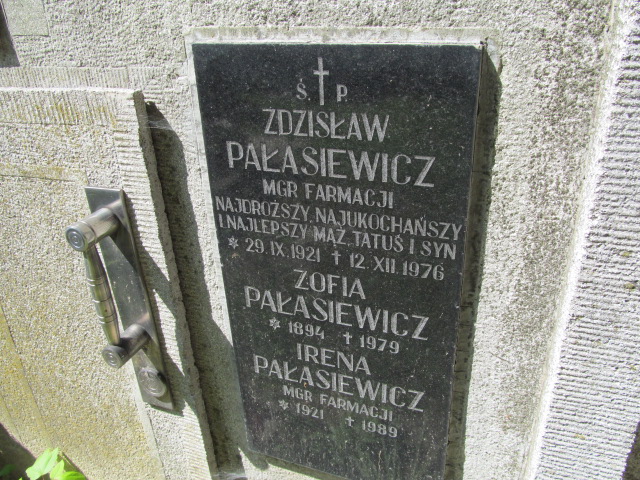 Ś. P.
ZDZISŁAW
PAŁASIEWICZ
MGR FARMACJI
NAJDROŻSZY, NAJUKOCHAŃSZY
I NAJLEPSZY MĄŻ, TATUŚ I SYN
* 29.IX.1921 † 12.XII.1976
ZOFIA
PAŁASIEWICZ
* 1894 † 1979
IRENA
PAŁASIEWICZ
MGR FARMACJI
* 1921 † 1989